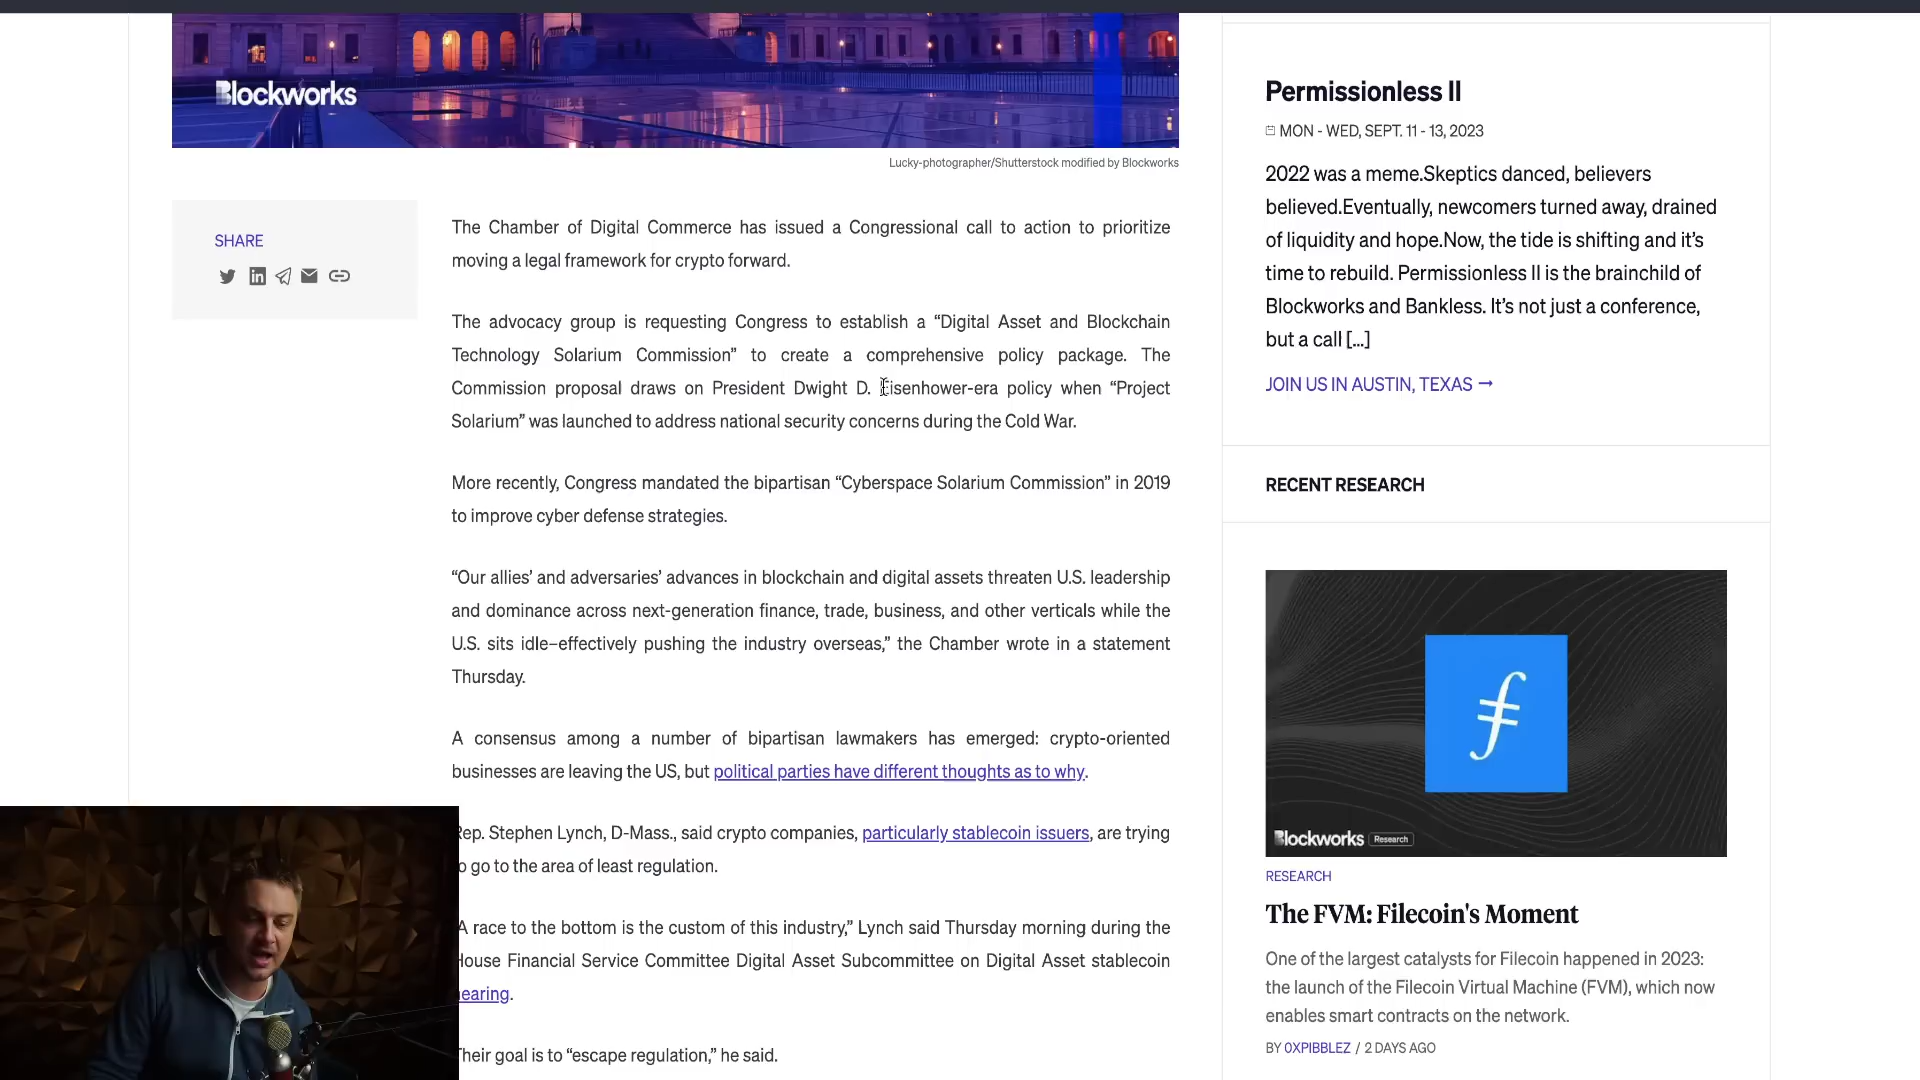 Blockworks
Lucky-photographer/Shutterstock modified by Blockworks
SHARE
The Chamber of Digital Commerce has issued a Congressional call to action to prioritize
moving a legal framework for crypto forward.
The advocacy group is requesting Congress to establish a “Digital Asset and Blockchain
Technology Solarium Commission” to create a comprehensive policy package. The
Commission proposal draws on President Dwight D. Eisenhower-era policy when “Project
Solarium” was launched to address national security concerns during the Cold War.
More recently, Congress mandated the bipartisan “Cyberspace Solarium Commission” in 2019
to improve cyber defense strategies.
“Our allies’ and adversaries’ advances in blockchain and digital assets threaten U.S. leadership
and dominance across next-generation finance, trade, business, and other verticals while the
U.S. sits idle–effectively pushing the industry overseas,” the Chamber wrote in a statement
Thursday.
A consensus among a number of bipartisan lawmakers has emerged: crypto-oriented
businesses are leaving the US, but political parties have different thoughts as to why.
Rep. Stephen Lynch, D-Mass., said crypto companies, particularly stablecoin issuers, are trying
to go to the area of least regulation.
A race to the bottom is the custom of this industry,” Lynch said Thursday morning during the
House Financial Service Committee Digital Asset Subcommittee on Digital Asset stablecoin
hearing.
Their goal is to “escape regulation,” he said.
Permissionless II
MON - WED, SEPT. 11 - 13, 2023
2022 was a meme.Skeptics danced, believers
believed.Eventually, newcomers turned away, drained
of liquidity and hope.Now, the tide is shifting and it’s
time to rebuild. Permissionless II is the brainchild of
Blockworks and Bankless. It’s not just a conference,
but a call [...]
JOIN US IN AUSTIN, TEXAS →
RECENT RESEARCH
Blockworks Research
RESEARCH
The FVM: Filecoin's Moment
One of the largest catalysts for Filecoin happened in 2023:
the launch of the Filecoin Virtual Machine (FVM), which now
enables smart contracts on the network.
BY 0XPIBBLEZ / 2 DAYS AGO